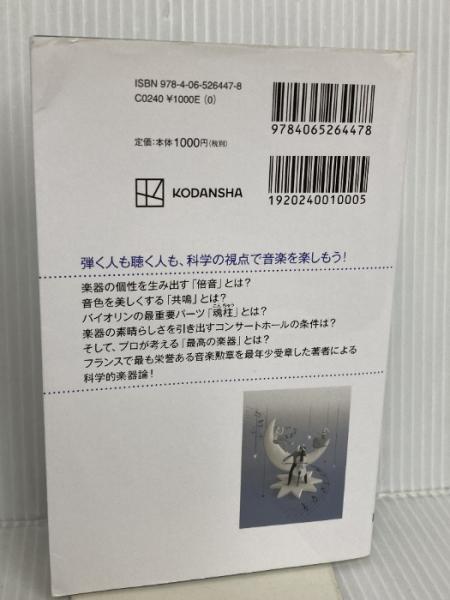 ISBN 978-4-06-526447-8
C0240 ¥1000E (0)
定価:本体1000円(税別)
9784065264478
KODANSHA
1920240010005
弾く人も聴く人も、科学の視点で音楽を楽しもう!
楽器の個性を生み出す「倍音」とは?
音色を美しくする「共鳴」とは?
バイオリンの最重要パーツ「魂柱」とは?
楽器の素晴らしさを引き出すコンサートホールの条件は?
そして、プロが考える「最高の楽器」とは?
フランスで最も栄誉ある音楽勲章を最年少受章した著者による
科学的楽器論!